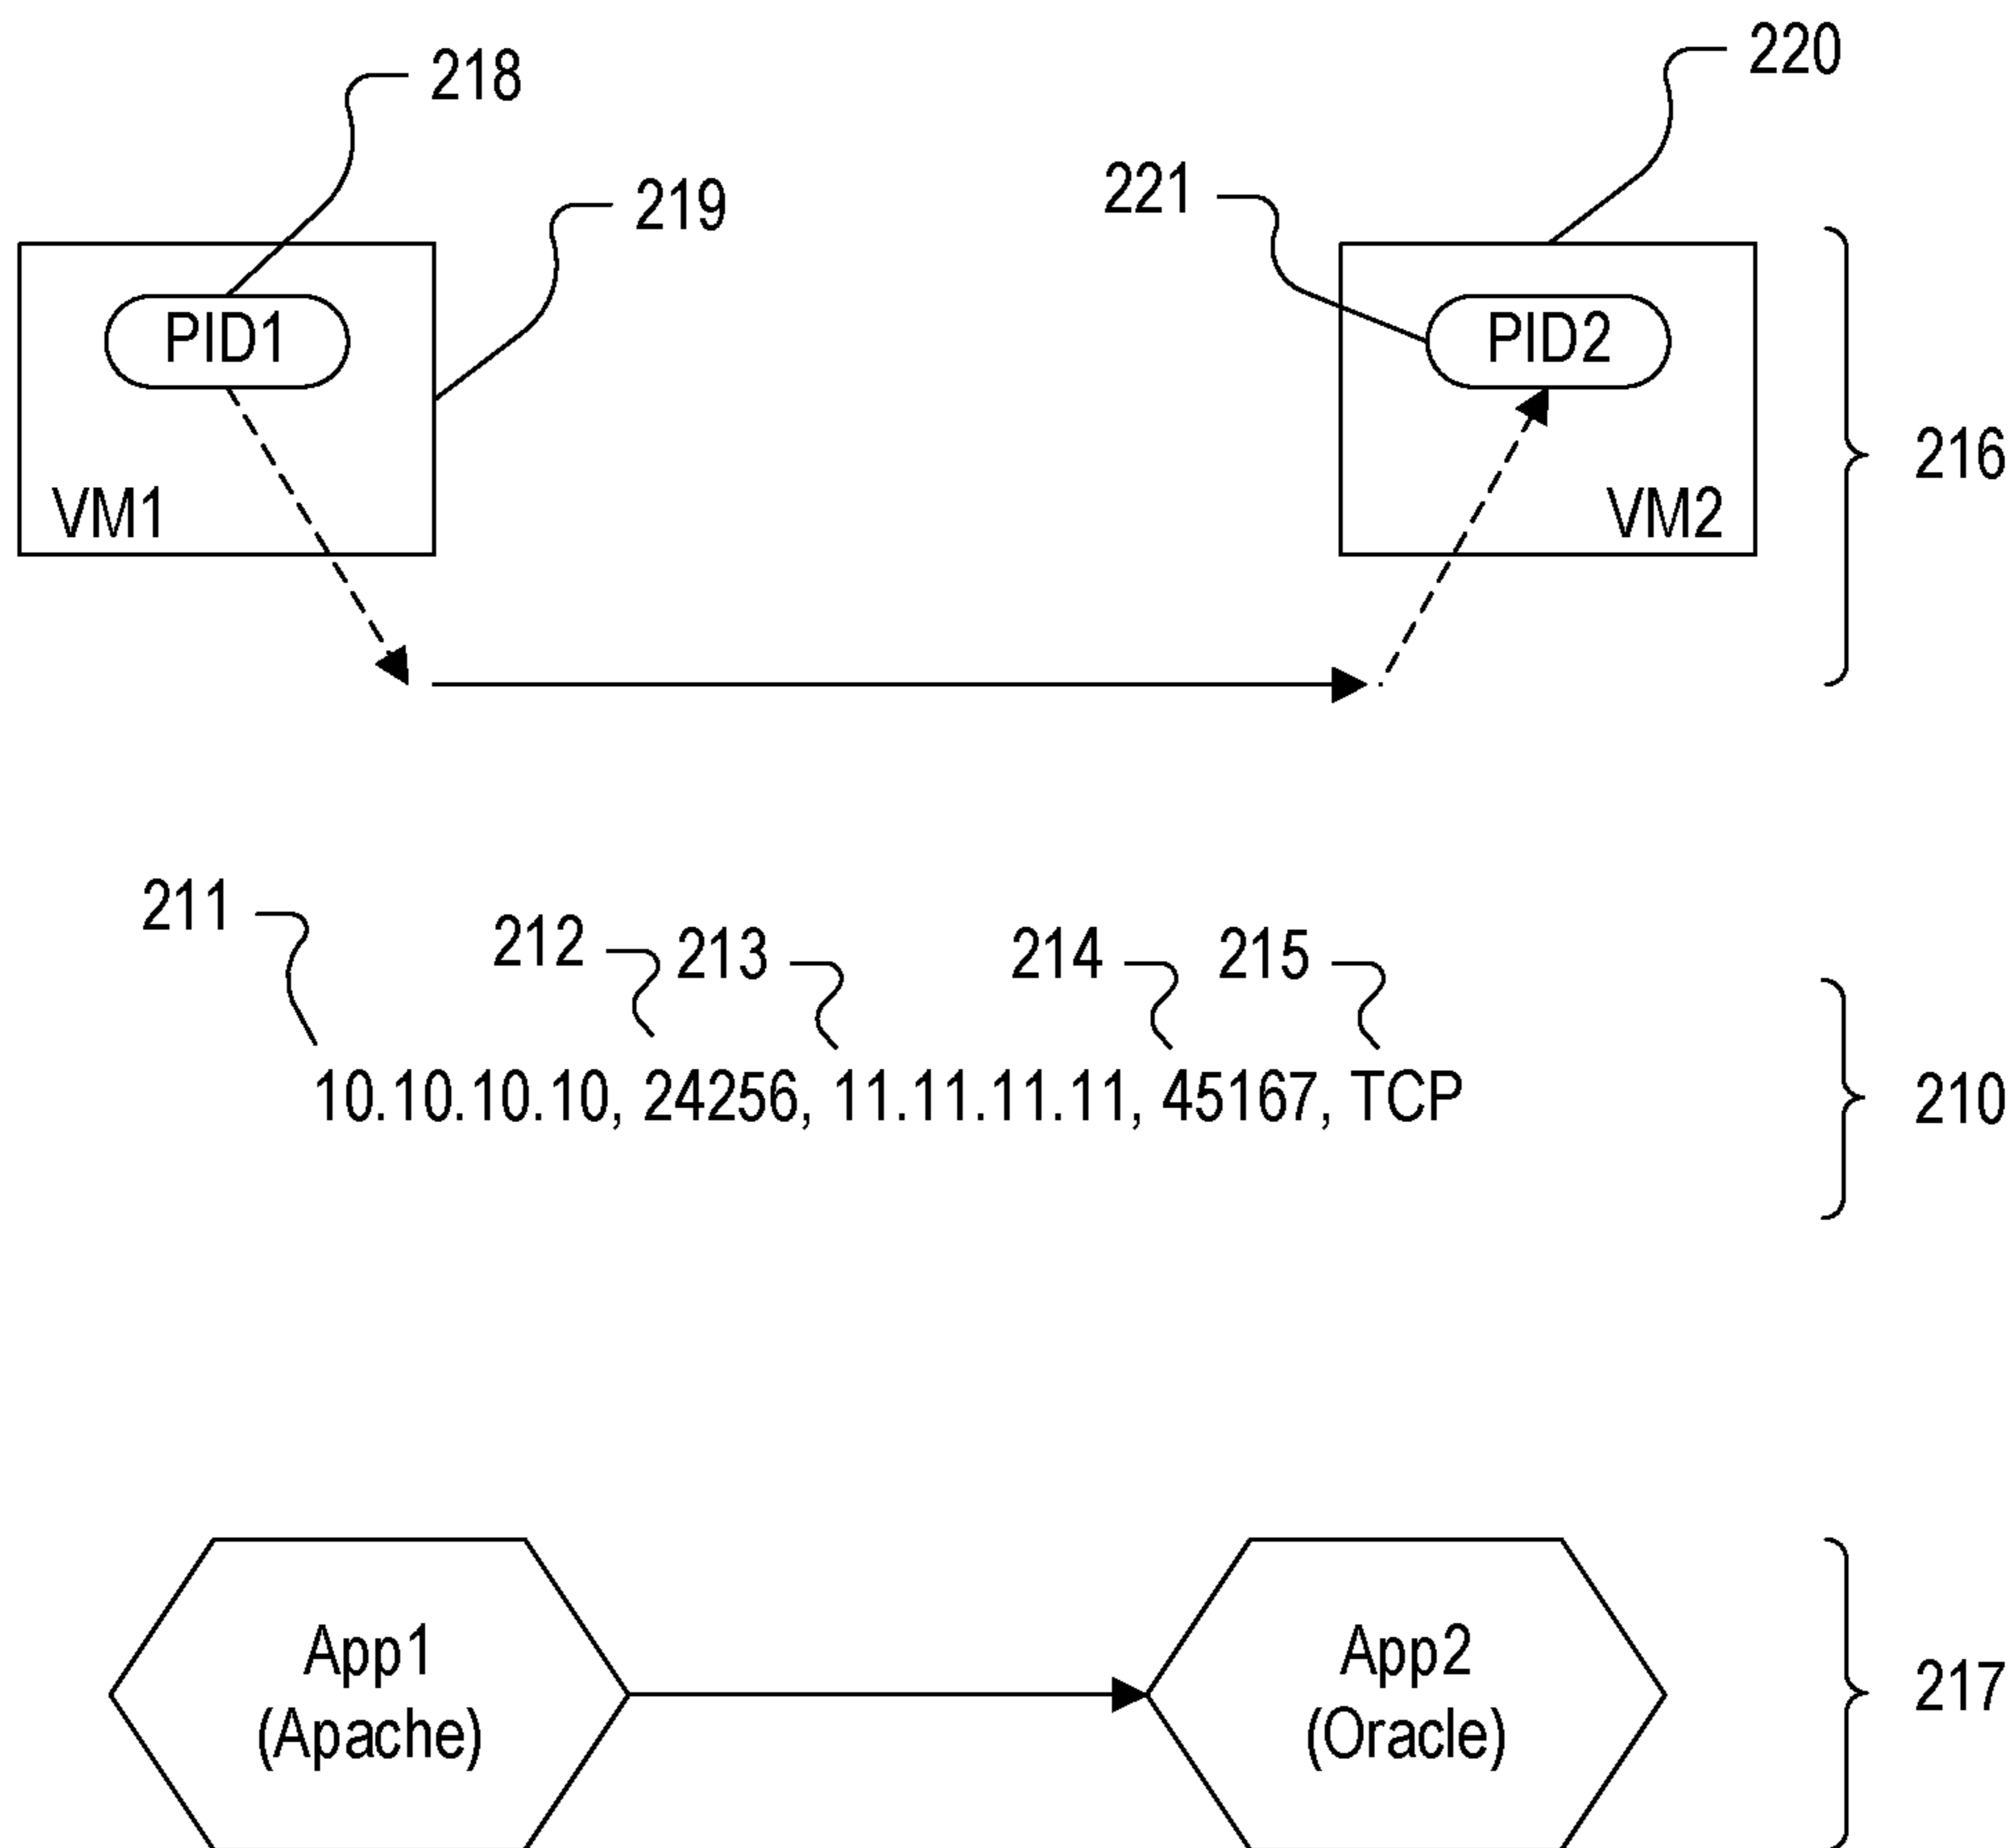 218
220
219
221
PID1
PID2
216
VM1
VM2
211
212
213
214
215
10.10.10.10, 24256, 11.11.11.11, 45167, TCP
210
App1
(Apache)
App2
(Oracle)
217